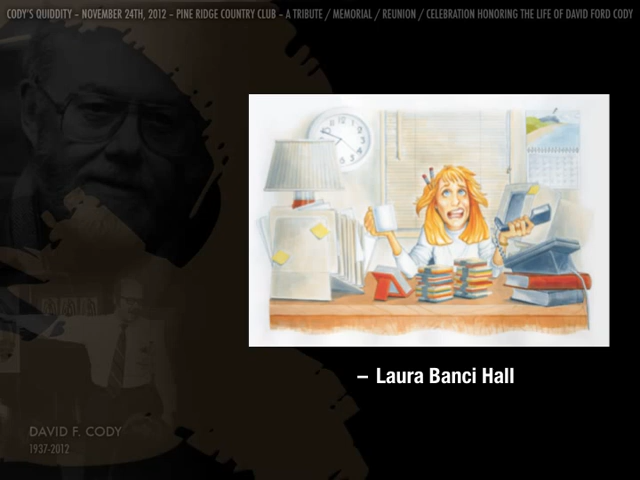 CODY'S QUIDDITY – NOVEMBER 24TH, 2012 – PINE RIDGE COUNTRY CLUB – A TRIBUTE / MEMORIAL / REUNION / CELEBRATION HONORING THE LIFE OF DAVID FORD CODY
– Laura Banci Hall
DAVID F. CODY
1937-2012